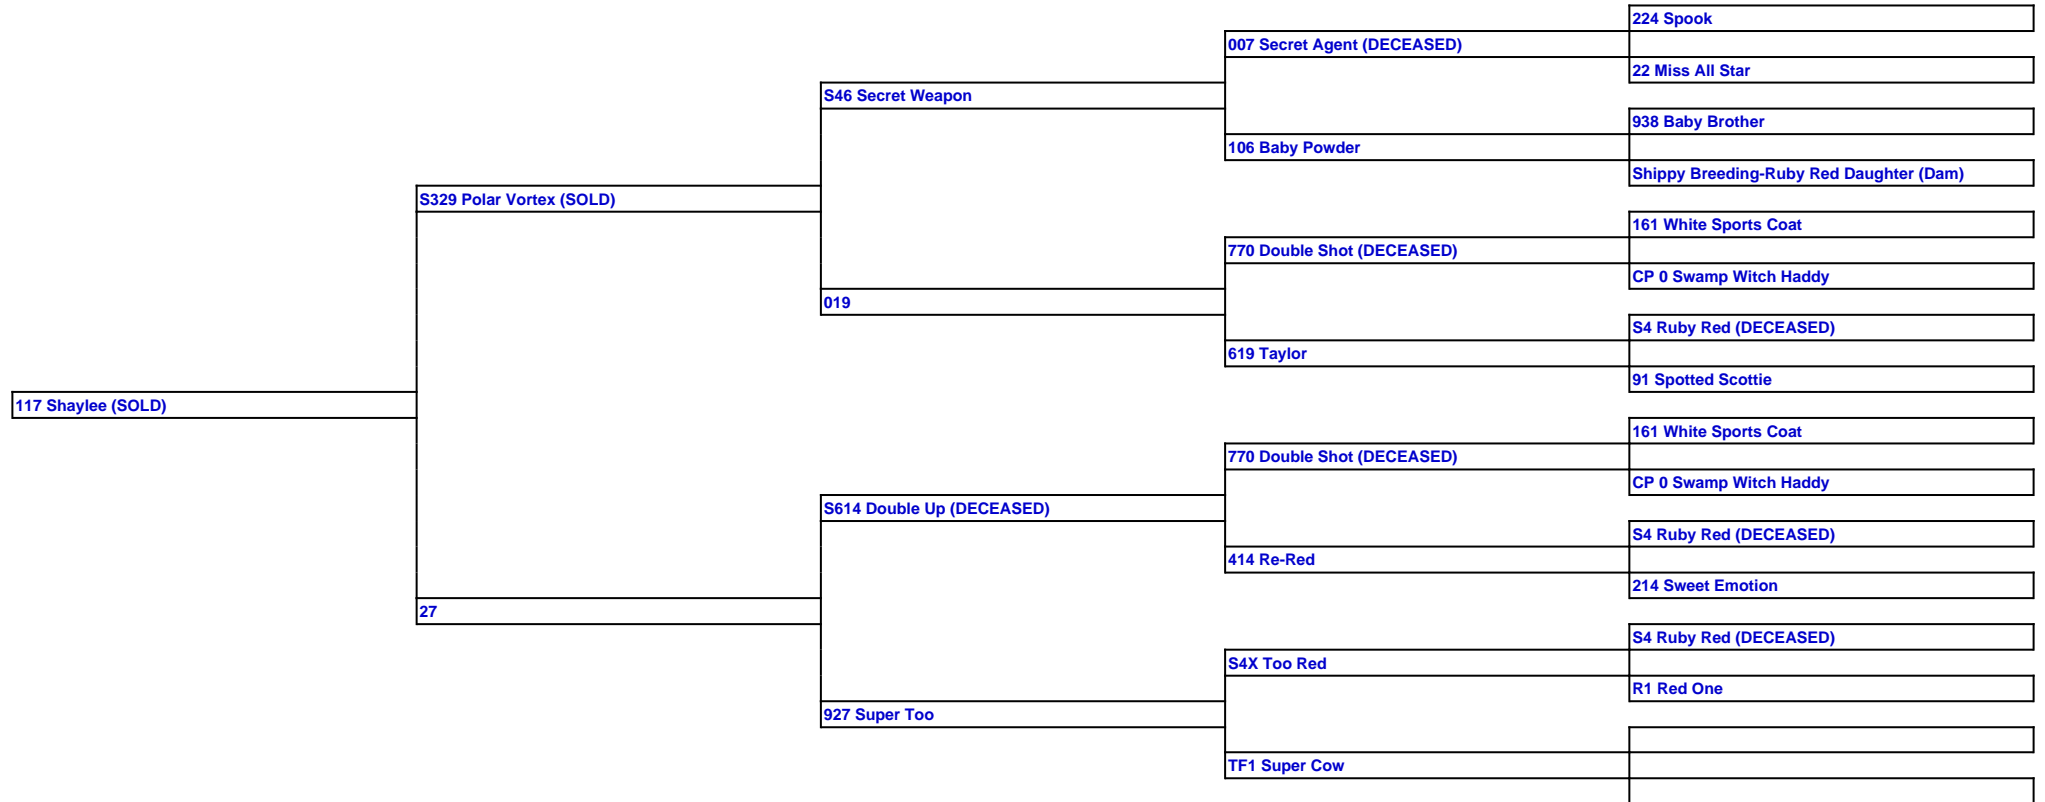 224 Spook
007 Secret Agent (DECEASED)
22 Miss All Star
S46 Secret Weapon
938 Baby Brother
106 Baby Powder
Shippy Breeding-Ruby Red Daughter (Dam)
S329 Polar Vortex (SOLD)
161 White Sports Coat
770 Double Shot (DECEASED)
CP 0 Swamp Witch Haddy
019
S4 Ruby Red (DECEASED)
619 Taylor
91 Spotted Scottie
117 Shaylee (SOLD)
161 White Sports Coat
770 Double Shot (DECEASED)
CP 0 Swamp Witch Haddy
S614 Double Up (DECEASED)
S4 Ruby Red (DECEASED)
414 Re-Red
214 Sweet Emotion
27
S4 Ruby Red (DECEASED)
S4X Too Red
R1 Red One
927 Super Too
TF1 Super Cow